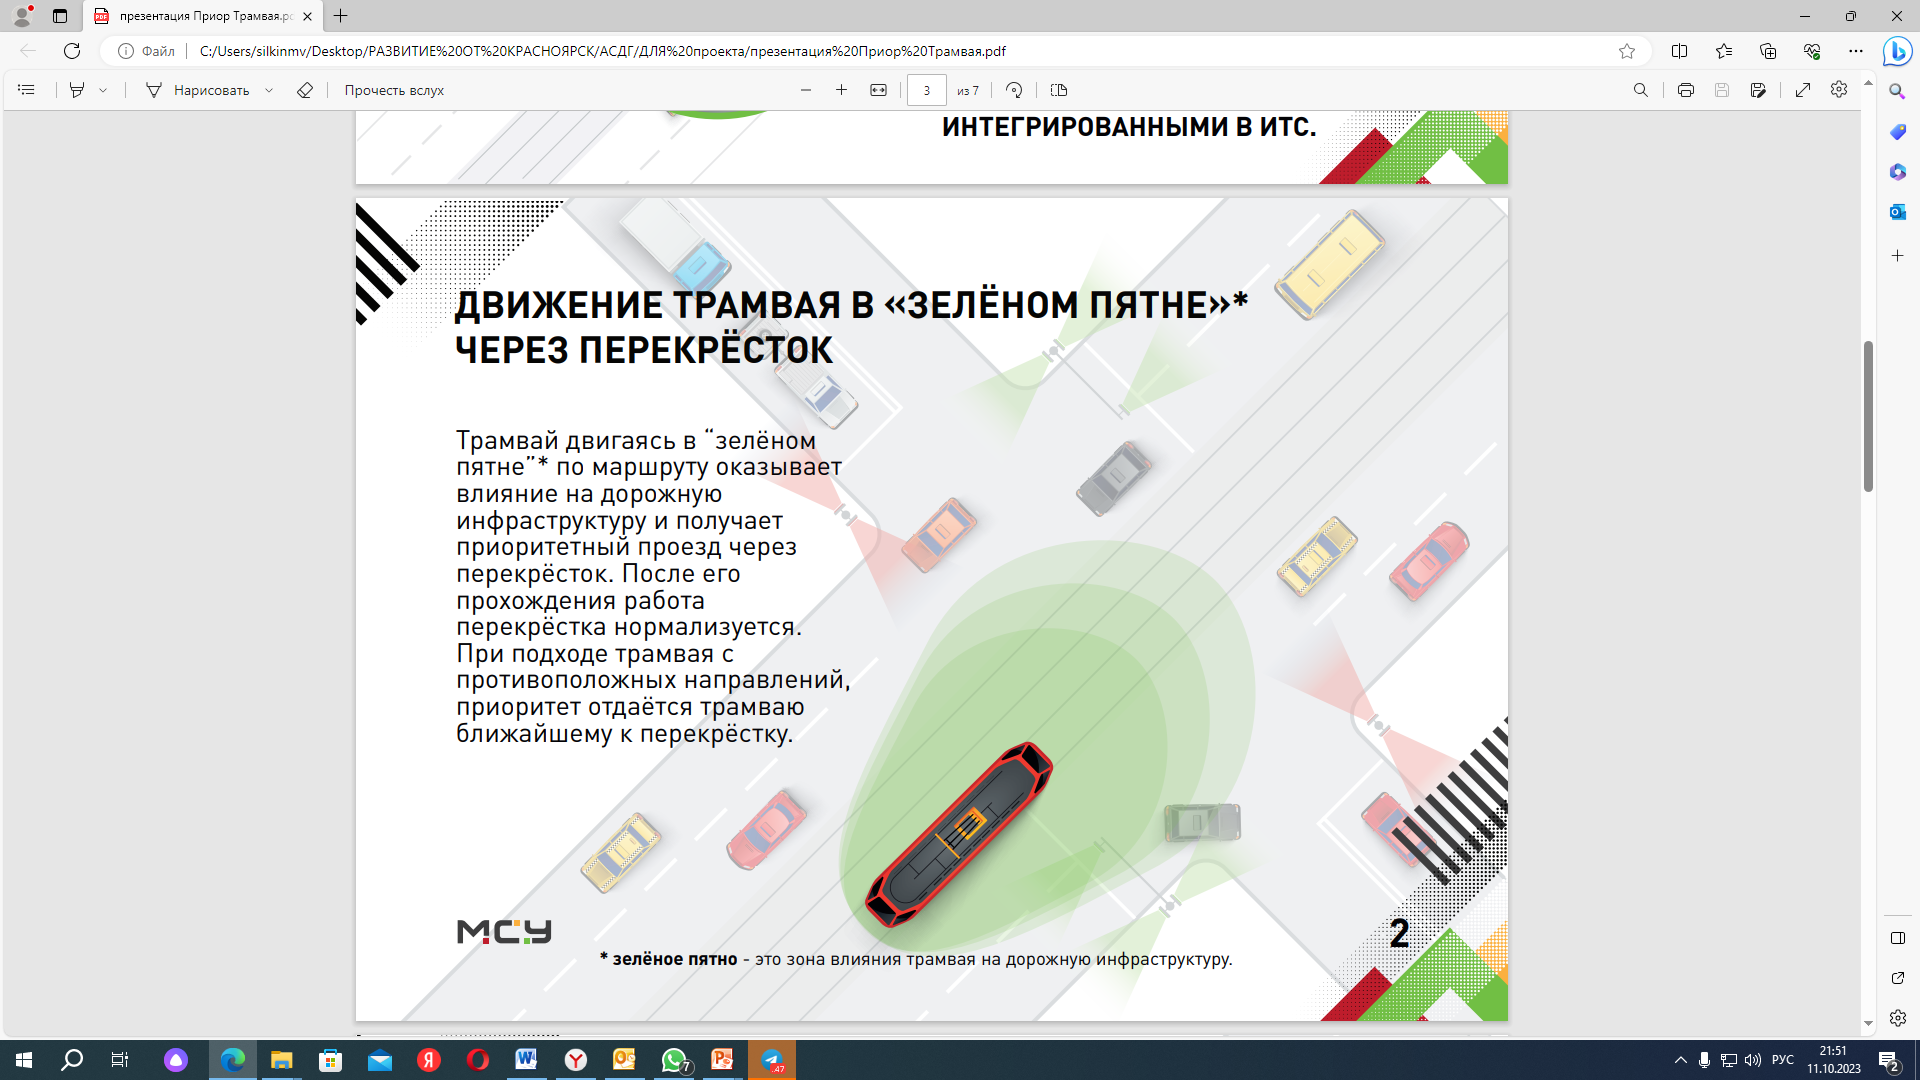 презентация Приор Трамвая.pd
Файл
C:/Users/silkinmv/Desktop/РАЗВИТИЕ%20ОТ%20КРАСНОЯРСК/АСДГ/ДЛЯ%20проекта/презентация%20Приор%20Трамвая.pdf
Нарисовать
Прочесть вслух
3
из 7
ИНТЕГРИРОВАННЫМИ В ИТС.
ДВИЖЕНИЕ ТРАМВАЯ В «ЗЕЛЁНОМ ПЯТНЕ»*
ЧЕРЕЗ ПЕРЕКРЁСТОК
Трамвай двигаясь в “зелёном
пятне”* по маршруту оказывает
влияние на дорожную
инфраструктуру и получает
приоритетный проезд через
перекрёсток. После его
прохождения работа
перекрёстка нормализуется.
При подходе трамвая с
противоположных направлений,
приоритет отдаётся трамваю
ближайшему к перекрёстку.
МСУ
2
* зелёное пятно - это зона влияния трамвая на дорожную инфраструктуру.
7
.47
РУС
21:51
11.10.2023
2